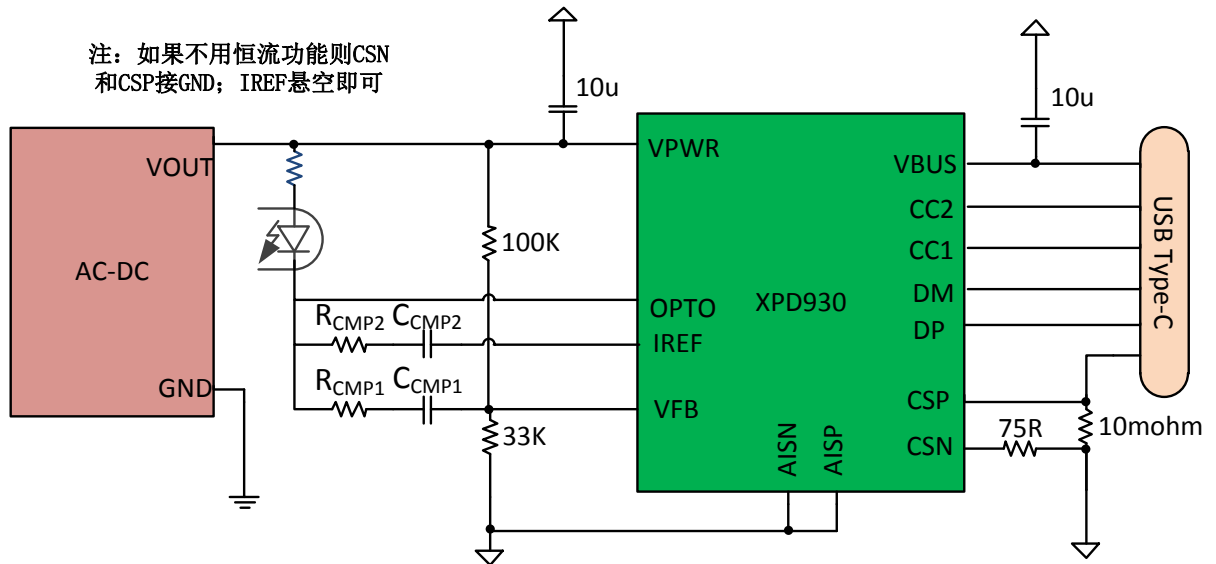 注：如果不用恒流功能则CSN
和CSP接GND；IREF悬空即可
10u
10u
VOUT
VPWR
VBUS
CC2
CC1
DM
DP
USB Type-C
AC-DC
100K
XPD930
OPTO
IREF
VFB
RCMP2
CCMP2
RCMP1
CCMP1
GND
33K
CSP
CSN
75R
10mohm
AISN
AISP